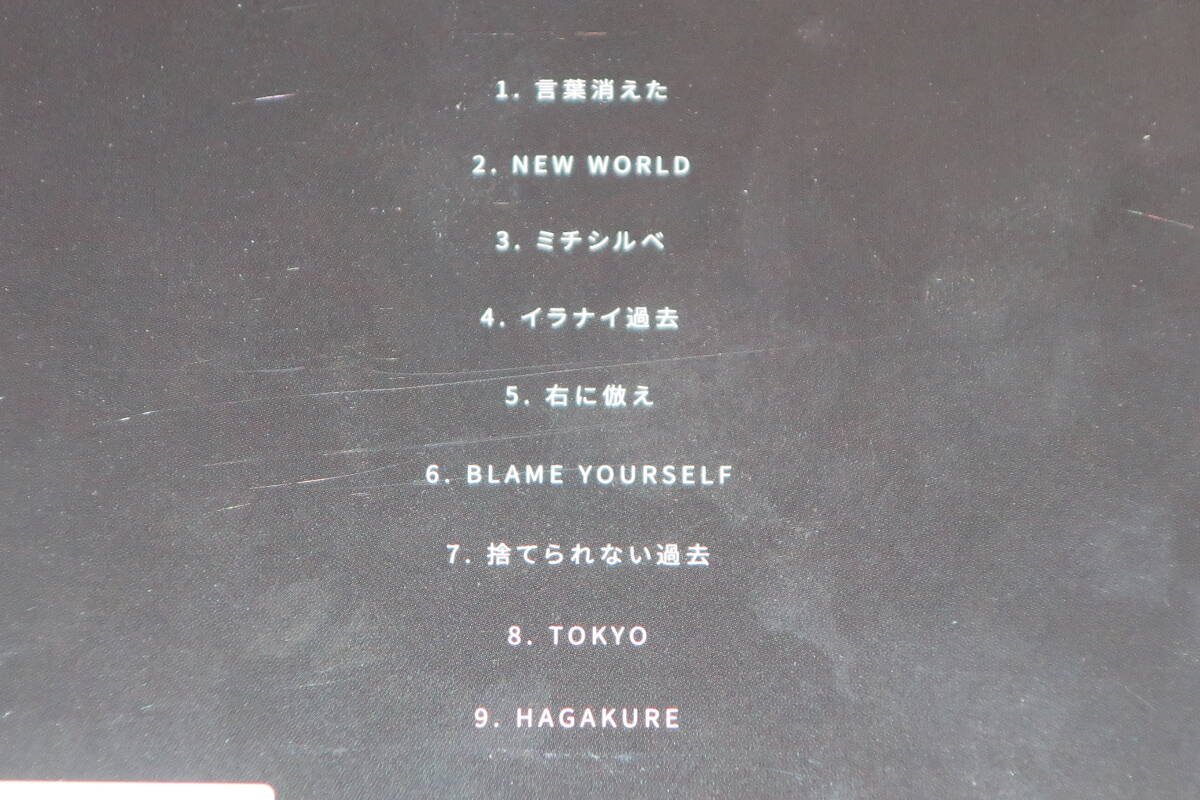 1. 言葉消えた
2. NEW WORLD
3. ミチシルベ
4. イラナイ過去
5. 右に倣え
6. BLAME YOURSELF
7. 捨てられない過去
8. TOKYO
9. HAGAKURE